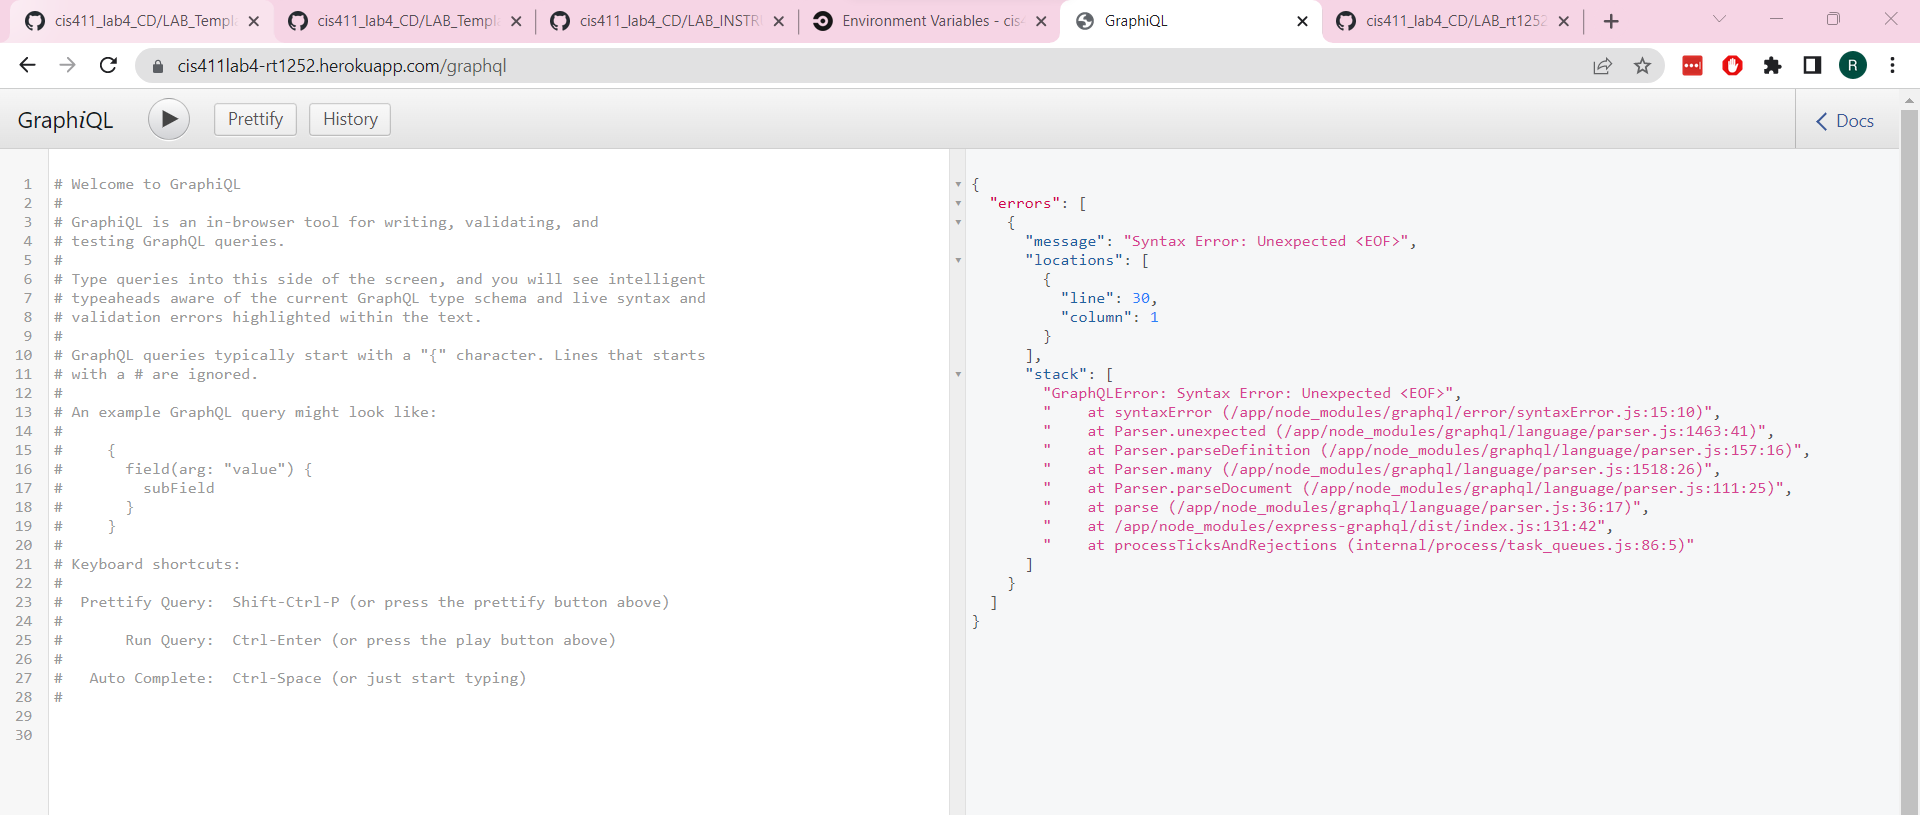 cis411_lab4_CD/LAB_Templa
cis411_lab4_CD/LAB_Templa
cis411_lab4_CD/LAB_INSTR
Environment Variables - cis4
GraphiQL
cis411_lab4_CD/LAB_rt1252
cis411lab4-rt1252.herokuapp.com/graphql
R
GraphiQL
Prettify
History
Docs
1 # Welcome to GraphiQL
2 #
3 # GraphiQL is an in-browser tool for writing, validating, and
4 # testing GraphQL queries.
5 #
6 # Type queries into this side of the screen, and you will see intelligent
7 # typeaheads aware of the current GraphQL type schema and live syntax and
8 # validation errors highlighted within the text.
9 #
10 # GraphQL queries typically start with a "{" character. Lines that starts
11 # with a # are ignored.
12 #
13 # An example GraphQL query might look like:
14 #
15 #     {
16 #       field(arg: "value") {
17 #         subField
18 #       }
19 #     }
20 #
21 # Keyboard shortcuts:
22 #
23 #  Prettify Query:  Shift-Ctrl-P (or press the prettify button above)
24 #
25 #       Run Query:  Ctrl-Enter (or press the play button above)
26 #
27 #   Auto Complete:  Ctrl-Space (or just start typing)
28 #
29
30
{
  "errors": [
    {
      "message": "Syntax Error: Unexpected <EOF>",
      "locations": [
        {
          "line": 30,
          "column": 1
        }
      ],
      "stack": [
        "GraphQLError: Syntax Error: Unexpected <EOF>",
        "    at syntaxError (/app/node_modules/graphql/error/syntaxError.js:15:10)",
        "    at Parser.unexpected (/app/node_modules/graphql/language/parser.js:1463:41)",
        "    at Parser.parseDefinition (/app/node_modules/graphql/language/parser.js:157:16)",
        "    at Parser.many (/app/node_modules/graphql/language/parser.js:1518:26)",
        "    at Parser.parseDocument (/app/node_modules/graphql/language/parser.js:111:25)",
        "    at parse (/app/node_modules/graphql/language/parser.js:36:17)",
        "    at /app/node_modules/express-graphql/dist/index.js:131:42",
        "    at processTicksAndRejections (internal/process/task_queues.js:86:5)"
      ]
    }
  ]
}